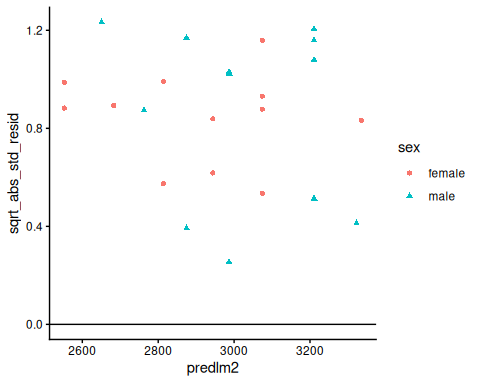 1.2
0.8
0.4
0.0
sqrt_abs_std_resid
2600 2800 3000 3200
predlm2
sex
female
male